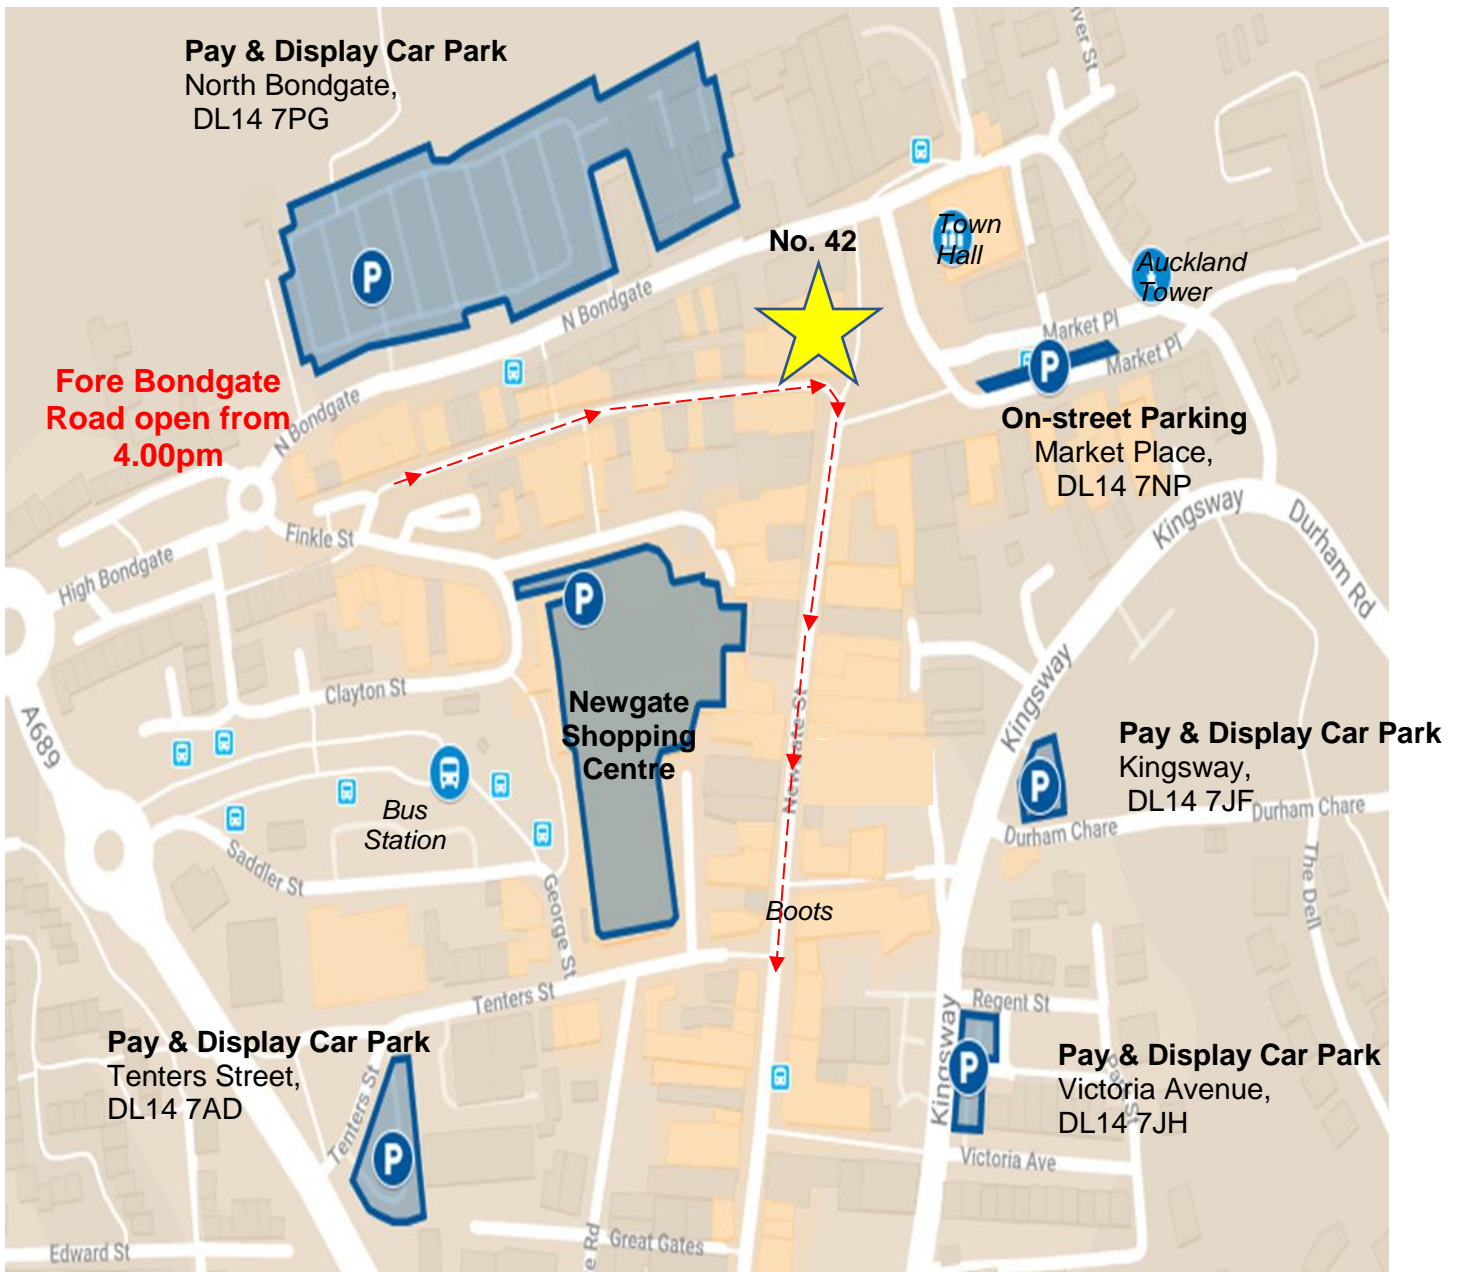 Pay & Display Car Park
North Bondgate,
DL14 7PG
No. 42
Town
Hall
Auckland
Tower
N Bondgate
Market Pl
Market Pl
Fore Bondgate
Road open from
4.00pm
N Bondgate
On-street Parking
Market Place,
DL14 7NP
Kingsway
Durham Rd
Finkle St
High Bondgate
P
P
P
Clayton St
Newgate
Shopping
Centre
Newgate St
Kingsway
A689
Pay & Display Car Park
Kingsway,
DL14 7JF
P
Durham Chare
Durham Chare
Bus
Station
Saddler St
George St
Boots
The Dell
Tenters St
Kingsway
Regent St
Pay & Display Car Park
Tenters Street,
DL14 7AD
Tenters St
P
P
Pay & Display Car Park
Victoria Avenue,
DL14 7JH
Victoria Ave
Edward St
Great Gates
e Rd
ver St